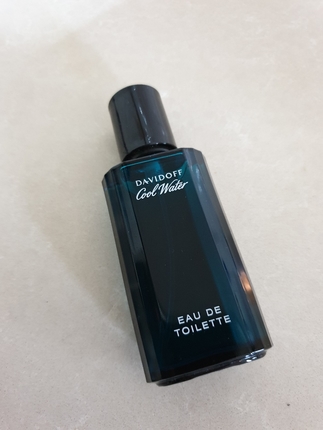 DAVIDOFF
Cool Water
EAU DE
TOILETTE